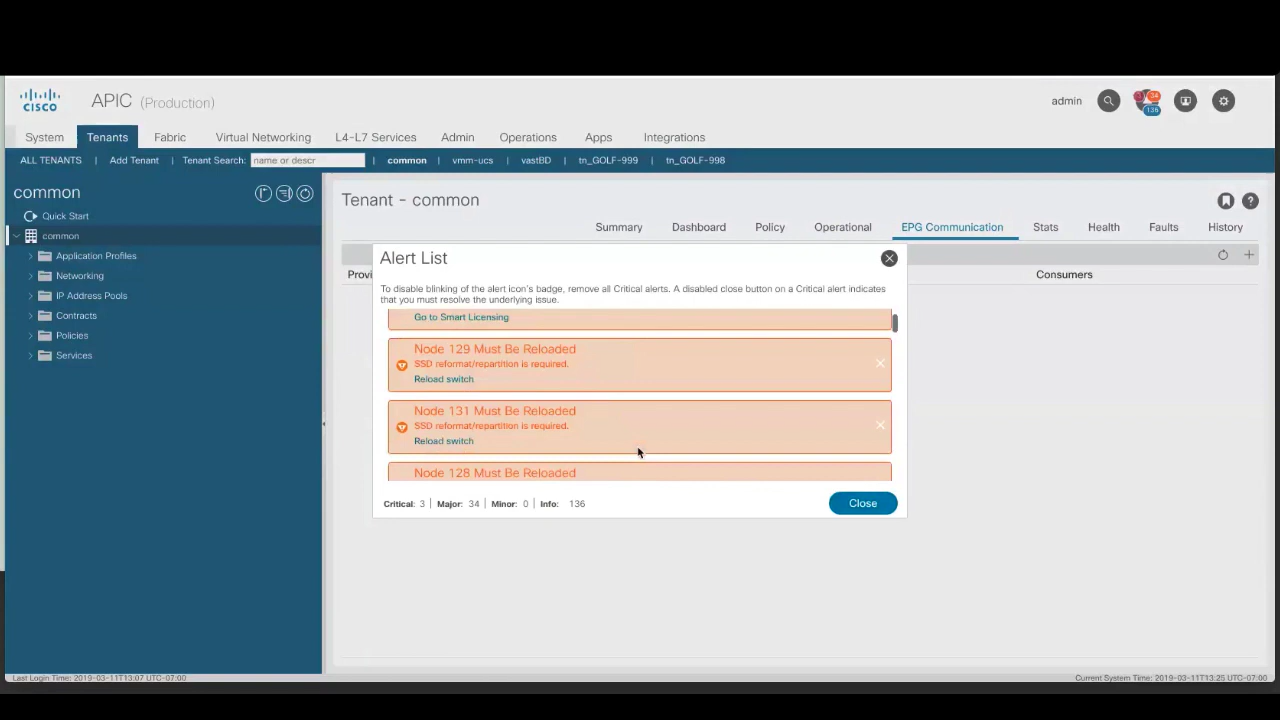 CISCO
APIC (Production)
admin
34
136
System Tenants Fabric Virtual Networking L4-L7 Services Admin Operations Apps Integrations
ALL TENANTS | Add Tenant | Tenant Search: name or descr | common | vmm-ucs | vastBD | tn_GOLF-999 | tn_GOLF-998
common
Quick Start
common
Application Profiles
Networking
IP Address Pools
Contracts
Policies
Services
Tenant - common
Summary Dashboard Policy Operational EPG Communication Stats Health Faults History
Provi
Consumers
Alert List
To disable blinking of the alert icon's badge, remove all Critical alerts. A disabled close button on a Critical alert indicates
that you must resolve the underlying issue.
Go to Smart Licensing
Node 129 Must Be Reloaded
SSD reformat/repartition is required.
Reload switch
Node 131 Must Be Reloaded
SSD reformat/repartition is required.
Reload switch
Node 128 Must Be Reloaded
Critical: 3 | Major: 34 | Minor: 0 | Info: 136
Close
Last Login Time: 2019-03-11T13:07 UTC-07:00
Current System Time: 2019-03-11T13:25 UTC-07:00